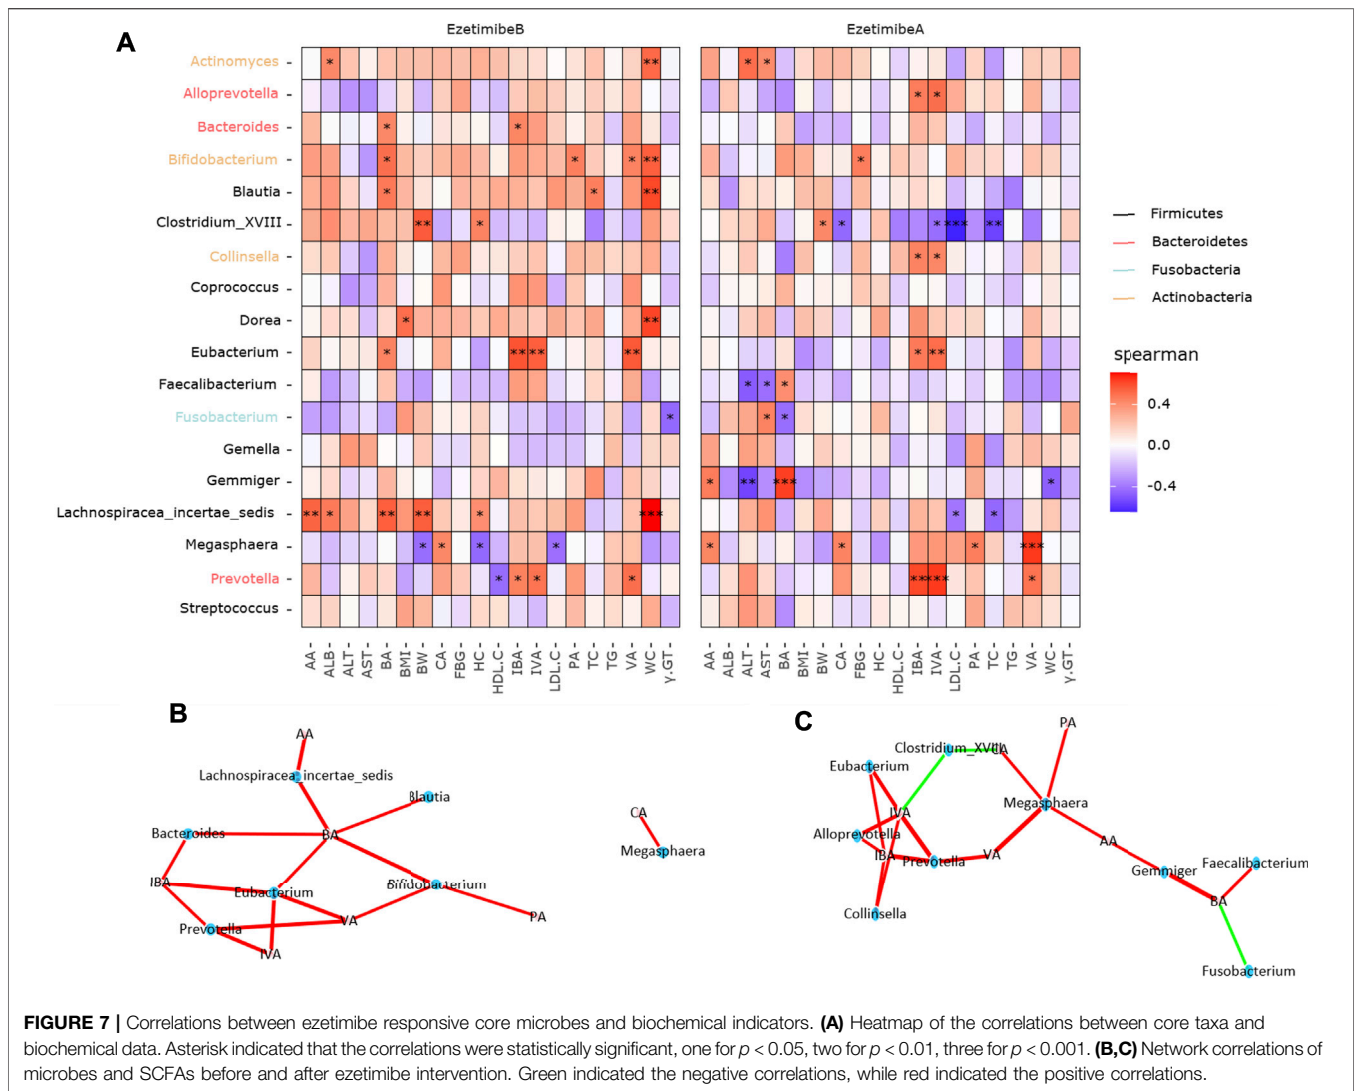 A
EzetimibeB
EzetimibeA
Actinomyces -
Alloprevotella -
Bacteroides -
Bifidobacterium -
Blautia -
Clostridium_XVIII -
Collinsella -
Coprococcus -
Dorea -
Eubacterium -
Faecalibacterium -
Fusobacterium -
Gemella -
Gemmiger -
Lachnospiracea_incertae_sedis -
Megasphaera -
Prevotella -
Streptococcus -
AA - ALB - ALT - AST - BA - BMI - BW - CA - FBG - HC - HDL.C - IBA - IVA - LDL.C - PA - TC - TG - VA - WC - γ.GT -
AA - ALB - ALT - AST - BA - BMI - BW - CA - FBG - HC - HDL.C - IBA - IVA - LDL.C - PA - TC - TG - VA - WC - γ.GT -
Firmicutes
Bacteroidetes
Fusobacteria
Actinobacteria
spearman
0.4
0.0
-0.4
B
AA
Lachnospiracea_incertae_sedis
Blautia
Bacteroides
BA
CA
Megasphaera
IBA
Eubacterium
Bifidobacterium
Prevotella
VA
PA
IVA
C
PA
Clostridium_XVIII
CA
Eubacterium
Megasphaera
IVA
Alloprevotella
IBA
Prevotella
VA
AA
Gemmiger
Faecalibacterium
BA
Collinsella
Fusobacterium
FIGURE 7 | Correlations between ezetimibe responsive core microbes and biochemical indicators. (A) Heatmap of the correlations between core taxa and
biochemical data. Asterisk indicated that the correlations were statistically significant, one for p < 0.05, two for p < 0.01, three for p < 0.001. (B,C) Network correlations of
microbes and SCFAs before and after ezetimibe intervention. Green indicated the negative correlations, while red indicated the positive correlations.